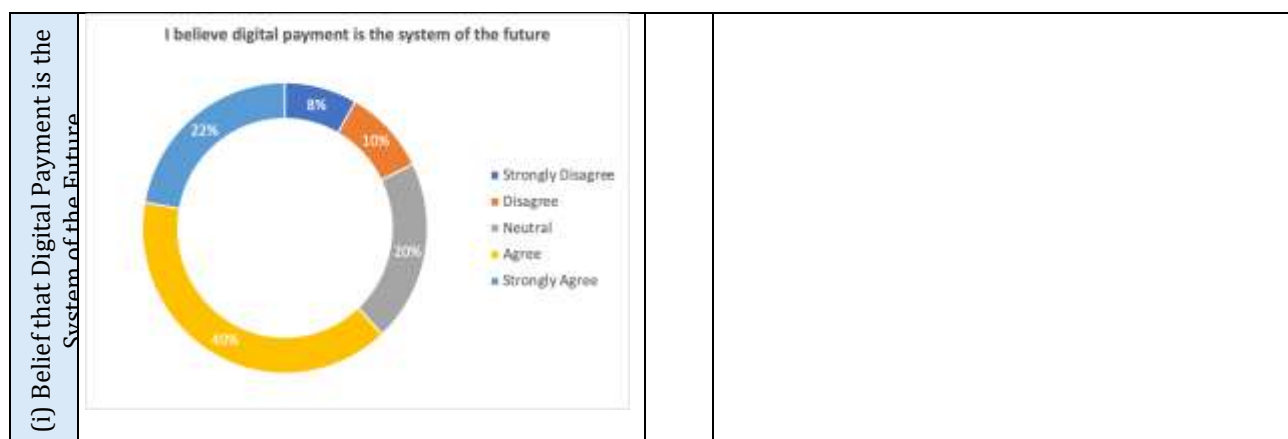 (i) Belief that Digital Payment is the
System of the Future
I believe digital payment is the system of the future
8%
10%
20%
40%
22%
Strongly Disagree
Disagree
Neutral
Agree
Strongly Agree